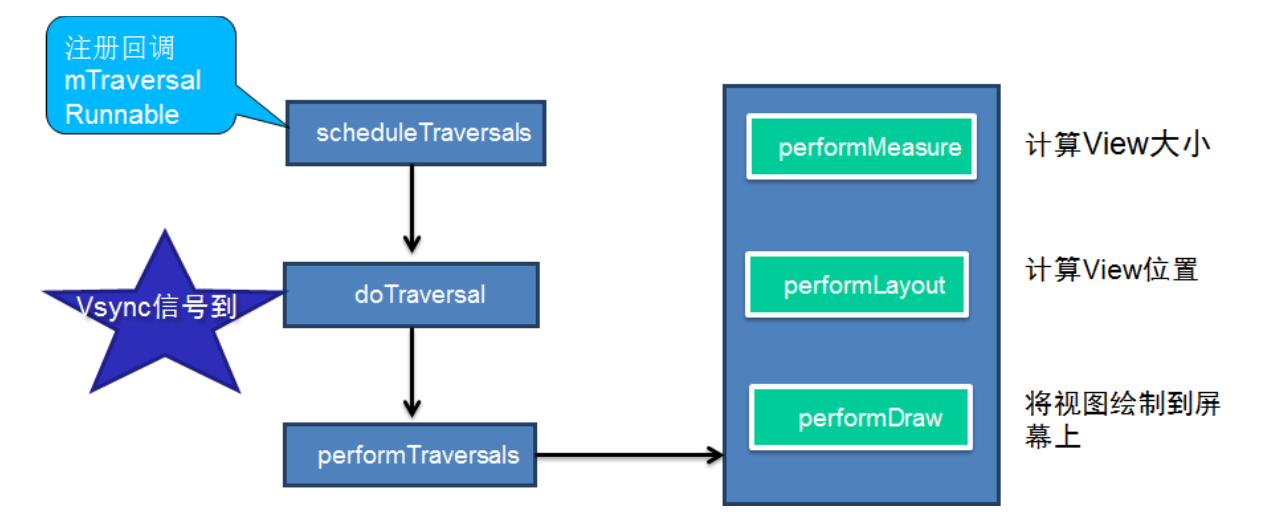 注册回调
mTraversal
Runnable
scheduleTraversals
Vsync信号到
doTraversal
performTraversals
performMeasure
计算View大小
performLayout
计算View位置
performDraw
将视图绘制到屏
幕上